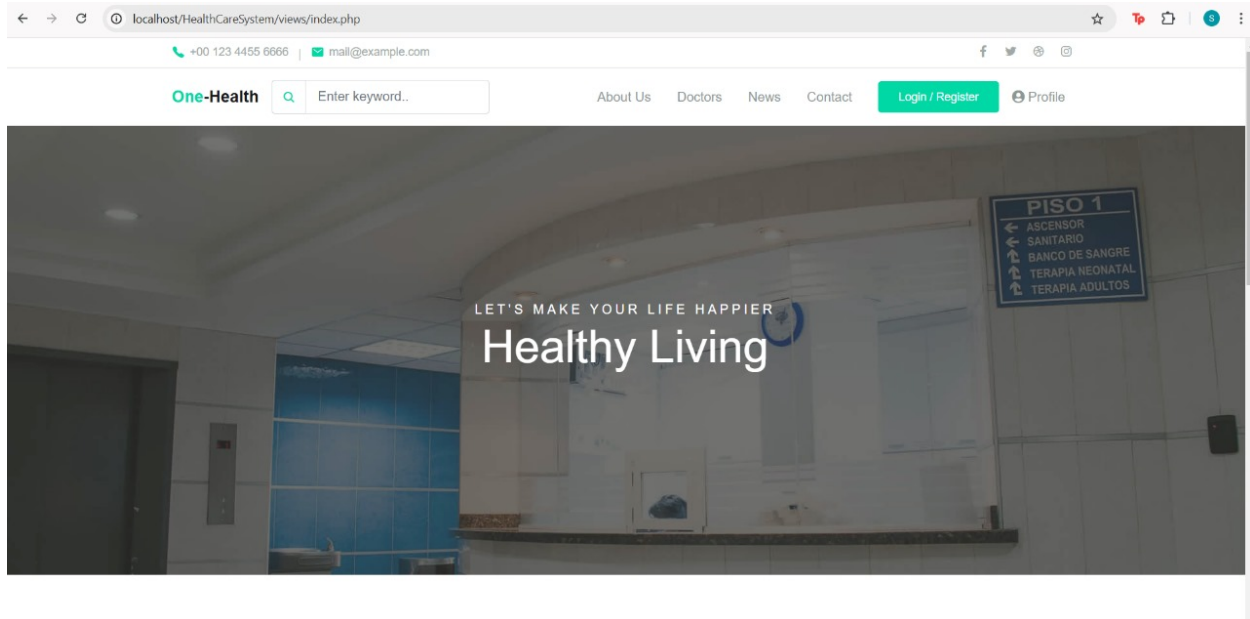 localhost/HealthCareSystem/views/index.php
Tp
S
+00 123 4455 6666 | mail@example.com
One-Health
Enter keyword..
About Us
Doctors
News
Contact
Login / Register
Profile
PISO 1
ASCENSOR
SANITARIO
BANCO DE SANGRE
TERAPIA NEONATAL
TERAPIA ADULTOS
LET'S MAKE YOUR LIFE HAPPIER
Healthy Living